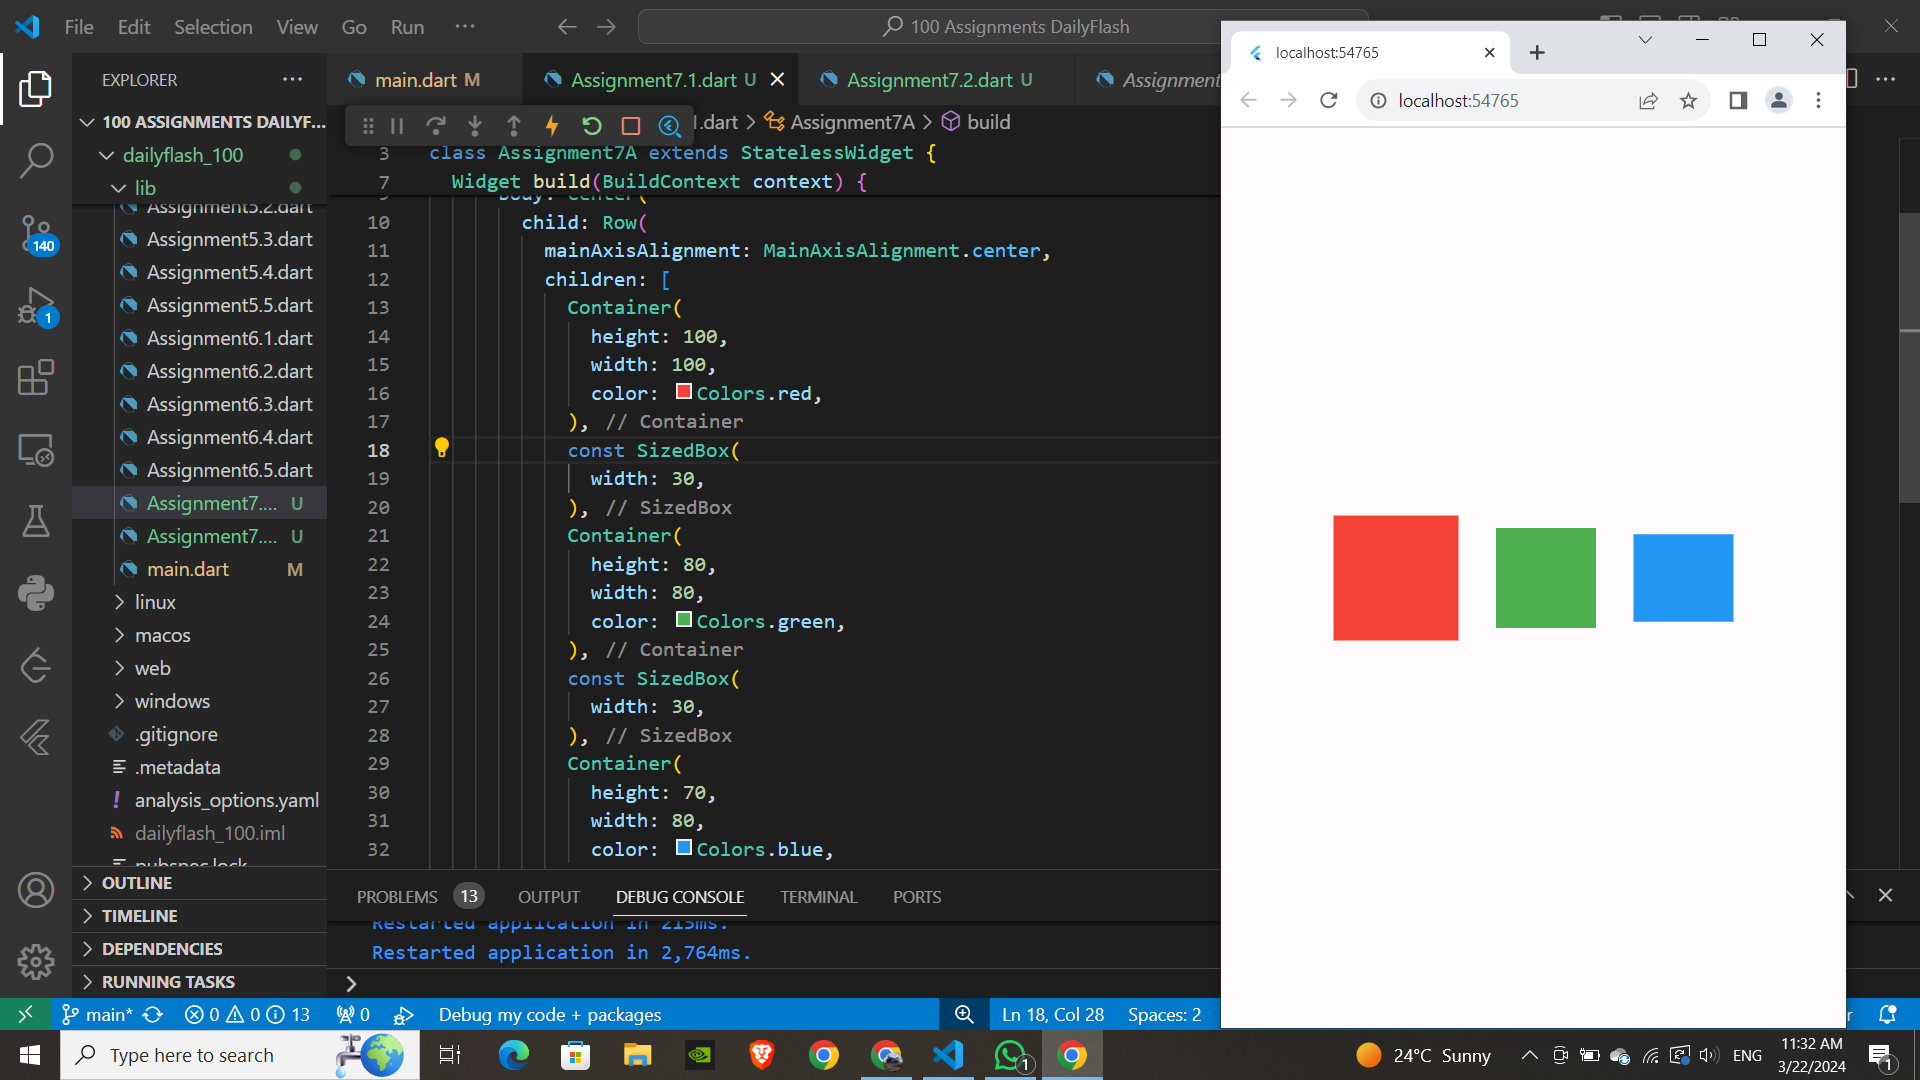 File Edit Selection View Go Run ···
100 Assignments DailyFlash
EXPLORER
100 ASSIGNMENTS DAILYF...
dailyflash_100
lib
Assignment5.2.dart
Assignment5.3.dart
Assignment5.4.dart
Assignment5.5.dart
Assignment6.1.dart
Assignment6.2.dart
Assignment6.3.dart
Assignment6.4.dart
Assignment6.5.dart
Assignment7.... U
Assignment7.... U
main.dart M
linux
macos
web
windows
.gitignore
.metadata
analysis_options.yaml
dailyflash_100.iml
pubspec.lock
OUTLINE
TIMELINE
DEPENDENCIES
RUNNING TASKS
140
1
main.dart M
Assignment7.1.dart U
Assignment7.2.dart U
Assignment
1.dart > Assignment7A > build
3 class Assignment7A extends StatelessWidget {
7 Widget build(BuildContext context) {
9 body: Center(
10 child: Row(
11 mainAxisAlignment: MainAxisAlignment.center,
12 children: [
13 Container(
14 height: 100,
15 width: 100,
16 color: Colors.red,
17 ), // Container
18 const SizedBox(
19 width: 30,
20 ), // SizedBox
21 Container(
22 height: 80,
23 width: 80,
24 color: Colors.green,
25 ), // Container
26 const SizedBox(
27 width: 30,
28 ), // SizedBox
29 Container(
30 height: 70,
31 width: 80,
32 color: Colors.blue,
PROBLEMS 13 OUTPUT DEBUG CONSOLE TERMINAL PORTS
Restarted application in 215ms.
Restarted application in 2,764ms.
localhost:54765
localhost:54765
main* 0 0 13 0 Debug my code + packages Ln 18, Col 28 Spaces: 2
Type here to search
1
24°C Sunny
ENG
11:32 AM
3/22/2024
1